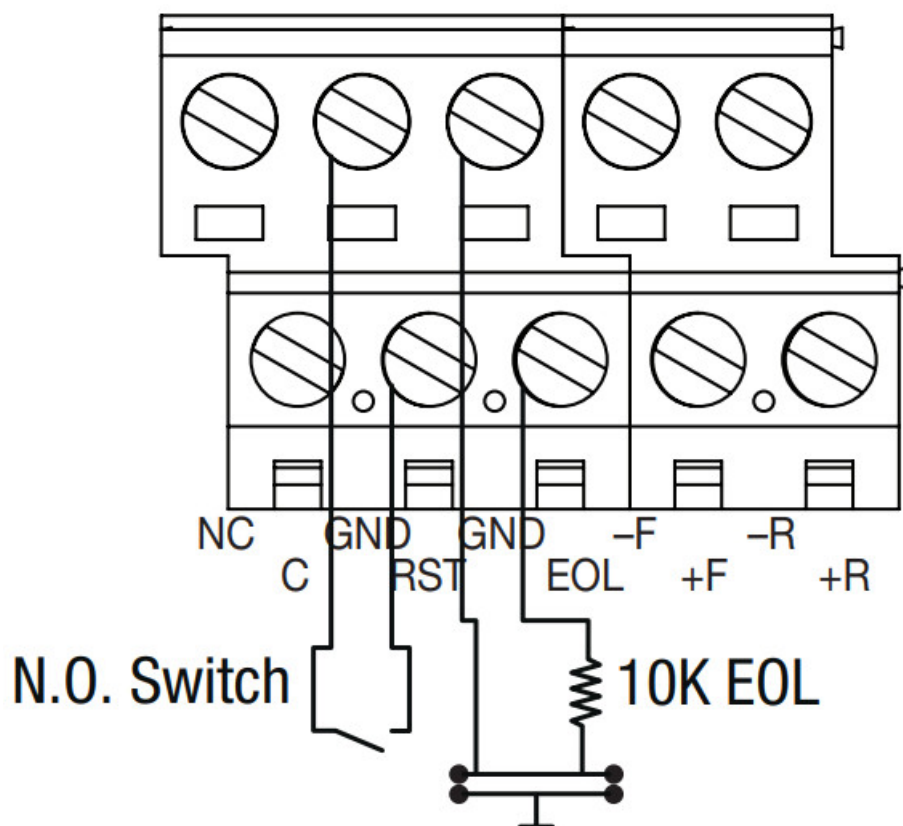 NC GND GND –F –R
C RST EOL +F +R
N.O. Switch 10K EOL